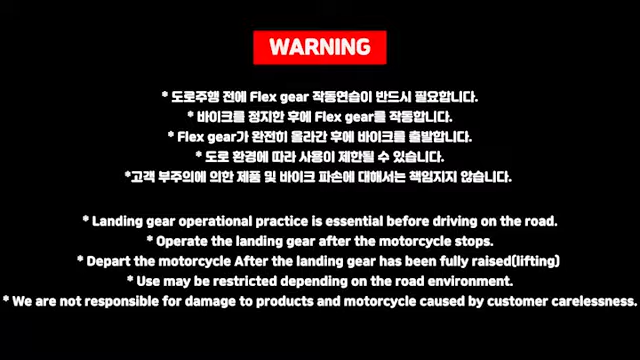 WARNING
* 도로주행 전에 Flex gear 작동연습이 반드시 필요합니다.
* 바이크를 정지한 후에 Flex gear를 작동합니다.
* Flex gear가 완전히 올라간 후에 바이크를 출발합니다.
* 도로 환경에 따라 사용이 제한될 수 있습니다.
*고객 부주의에 의한 제품 및 바이크 파손에 대해서는 책임지지 않습니다.
* Landing gear operational practice is essential before driving on the road.
* Operate the landing gear after the motorcycle stops.
* Depart the motorcycle After the landing gear has been fully raised(lifting)
* Use may be restricted depending on the road environment.
* We are not responsible for damage to products and motorcycle caused by customer carelessness.